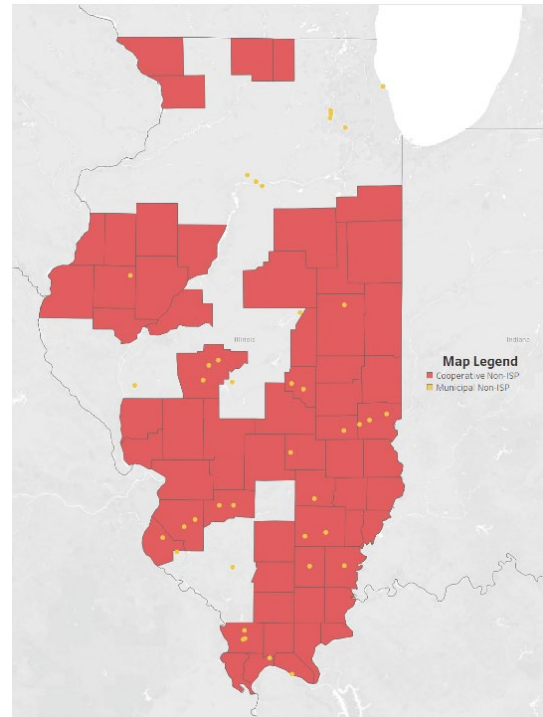 Illinois
Indiana
Map Legend
Cooperative Non-ISP
Municipal Non-ISP